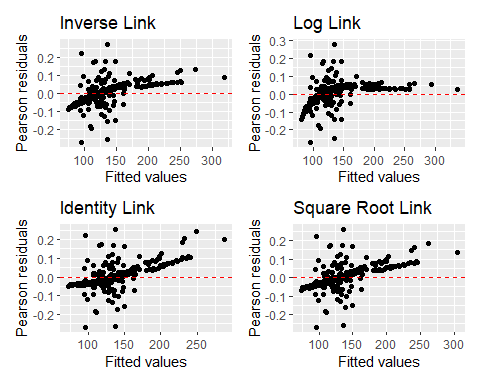 Inverse Link
Pearson residuals
0.2
0.1
0.0
-0.1
-0.2
100 150 200 250 300
Fitted values
Log Link
Pearson residuals
0.3
0.2
0.1
0.0
-0.1
-0.2
100 150 200 250 300
Fitted values
Identity Link
Pearson residuals
0.2
0.1
0.0
-0.1
-0.2
100 150 200 250
Fitted values
Square Root Link
Pearson residuals
0.2
0.1
0.0
-0.1
-0.2
100 150 200 250 300
Fitted values